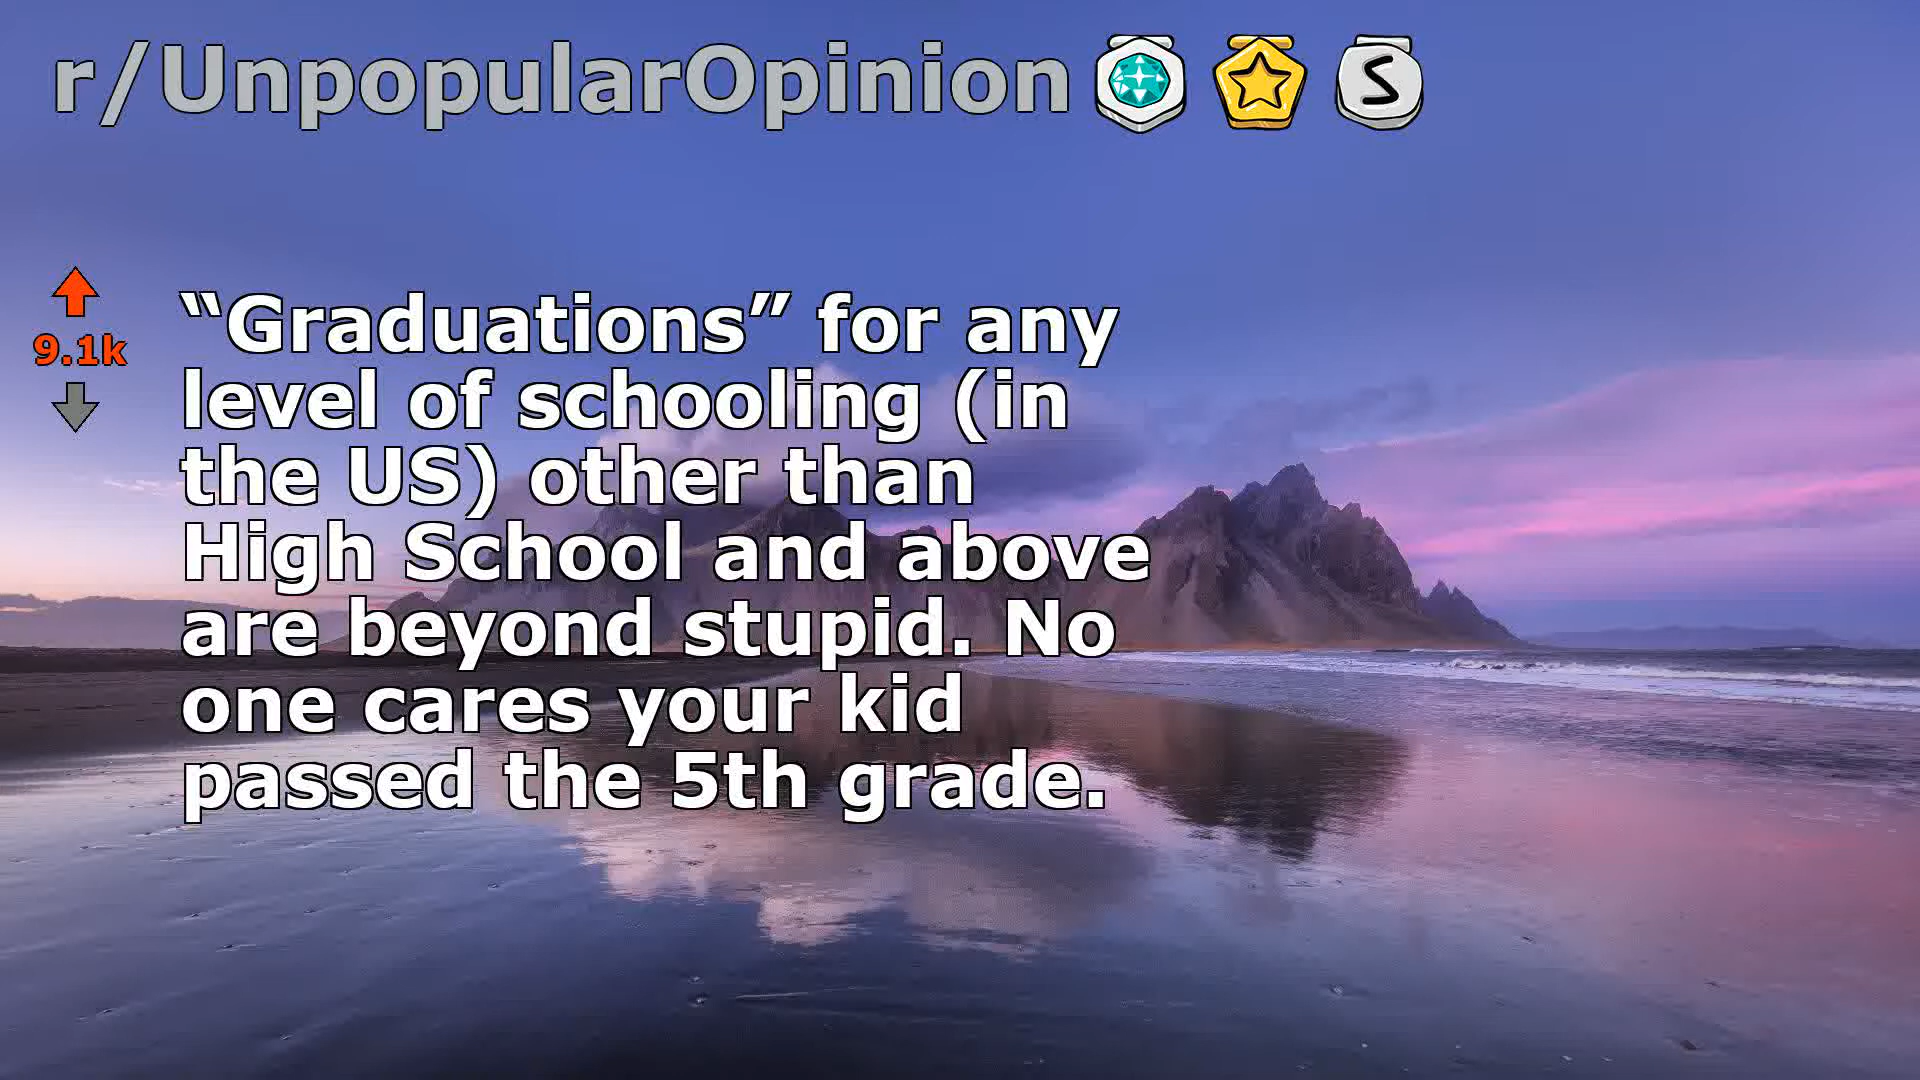 r/UnpopularOpinion S
“Graduations” for any
9.1k
level of schooling (in
the US) other than
High School and above
are beyond stupid. No
one cares your kid
passed the 5th grade.